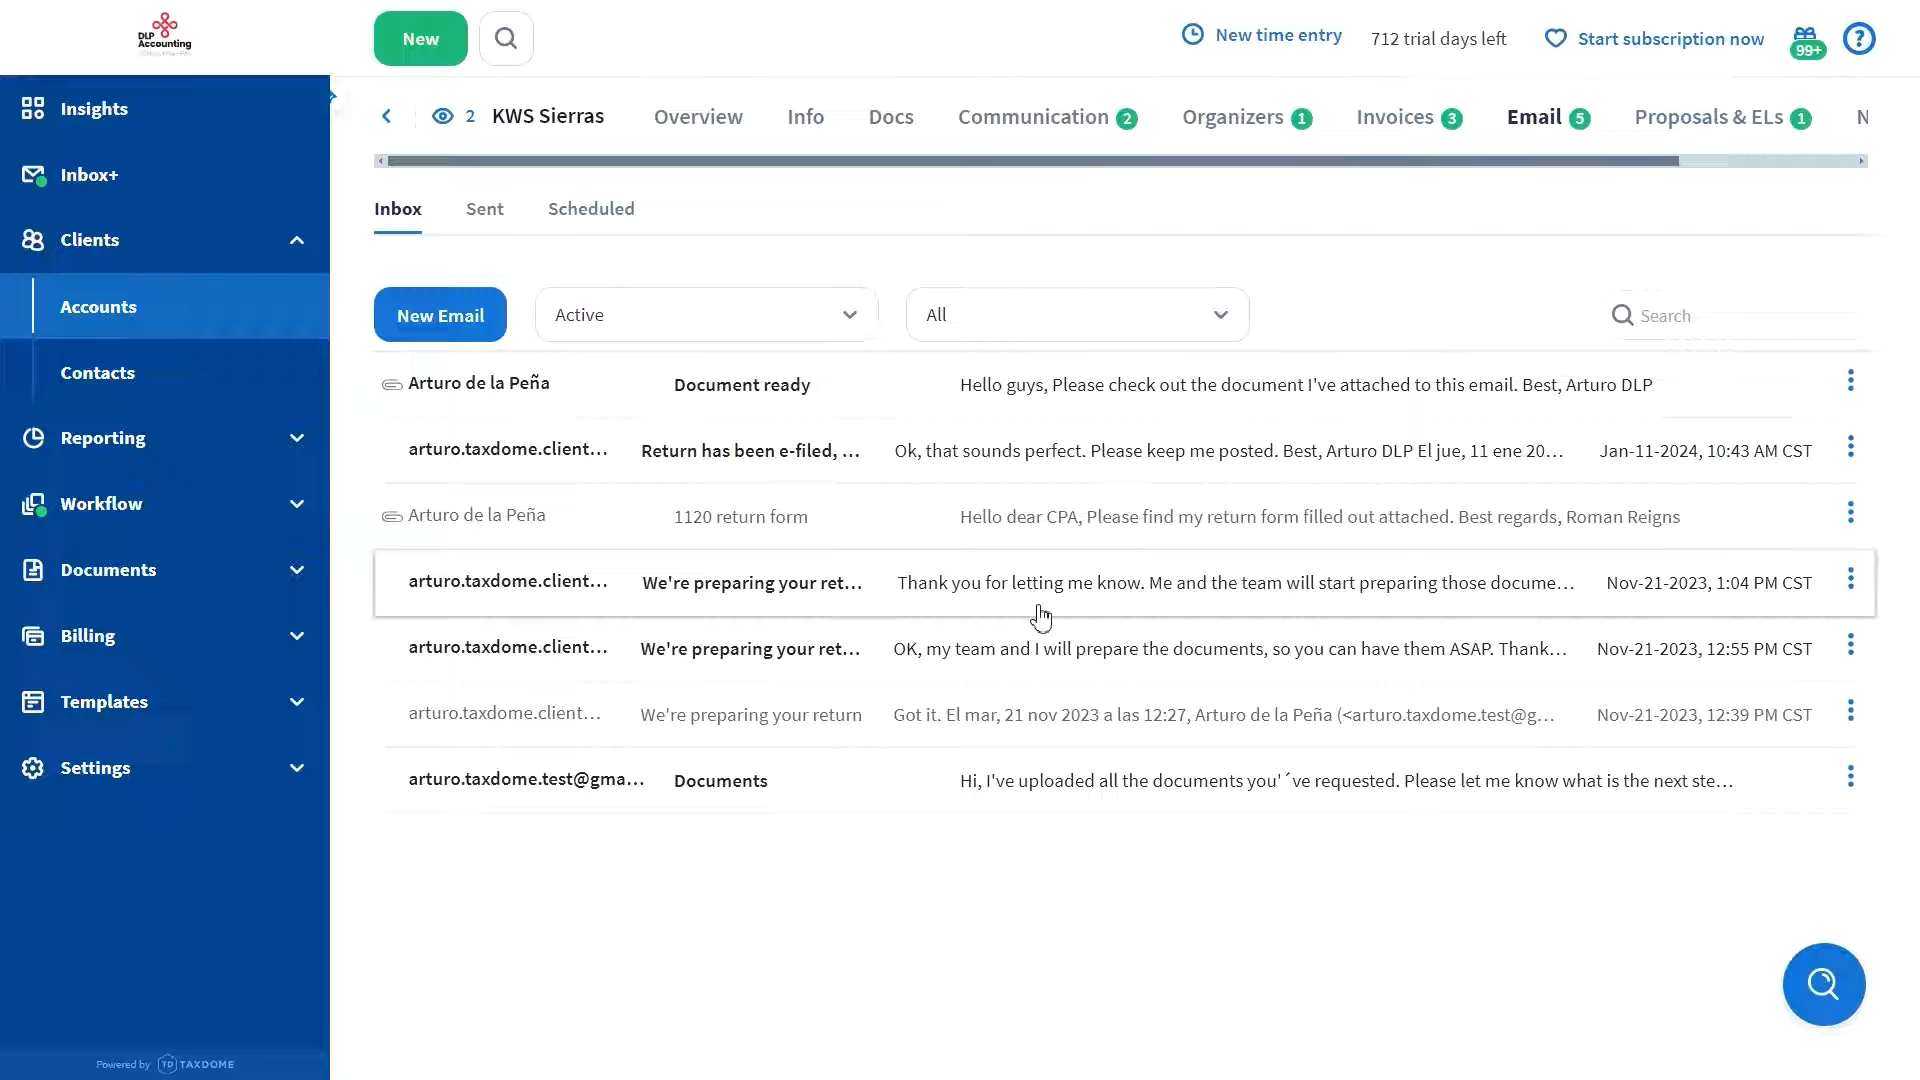 DLP
Accounting
New
New time entry
712 trial days left
Start subscription now
99+
?
Insights
Inbox+
Clients
Accounts
Contacts
Reporting
Workflow
Documents
Billing
Templates
Settings
Powered by TD TAXDOME
2 KWS Sierras
Overview
Info
Docs
Communication 2
Organizers 1
Invoices 3
Email 5
Proposals & ELs 1
N
Inbox
Sent
Scheduled
New Email
Active
All
Search
Arturo de la Peña Document ready Hello guys, Please check out the document I've attached to this email. Best, Arturo DLP
arturo.taxdome.client... Return has been e-filed, ... Ok, that sounds perfect. Please keep me posted. Best, Arturo DLP El jue, 11 ene 20... Jan-11-2024, 10:43 AM CST
Arturo de la Peña 1120 return form Hello dear CPA, Please find my return form filled out attached. Best regards, Roman Reigns
arturo.taxdome.client... We're preparing your ret... Thank you for letting me know. Me and the team will start preparing those docume... Nov-21-2023, 1:04 PM CST
arturo.taxdome.client... We're preparing your ret... OK, my team and I will prepare the documents, so you can have them ASAP. Thank... Nov-21-2023, 12:55 PM CST
arturo.taxdome.client... We're preparing your return Got it. El mar, 21 nov 2023 a las 12:27, Arturo de la Peña (<arturo.taxdome.test@g... Nov-21-2023, 12:39 PM CST
arturo.taxdome.test@gma... Documents Hi, I've uploaded all the documents you'´ve requested. Please let me know what is the next ste...